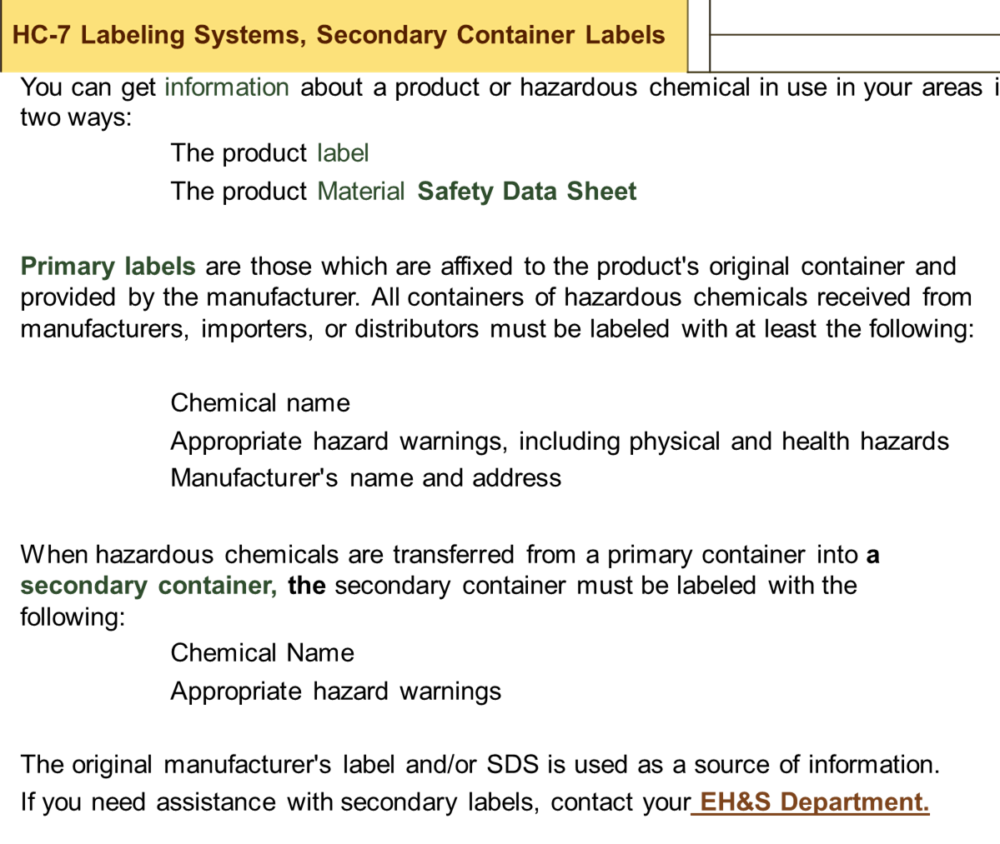 HC-7 Labeling Systems, Secondary Container Labels
You can get information about a product or hazardous chemical in use in your areas
two ways:
The product label
The product Material Safety Data Sheet
Primary labels are those which are affixed to the product's original container and
provided by the manufacturer. All containers of hazardous chemicals received from
manufacturers, importers, or distributors must be labeled with at least the following:
Chemical name
Appropriate hazard warnings, including physical and health hazards
Manufacturer's name and address
When hazardous chemicals are transferred from a primary container into a
secondary container, the secondary container must be labeled with the
following:
Chemical Name
Appropriate hazard warnings
The original manufacturer's label and/or SDS is used as a source of information.
If you need assistance with secondary labels, contact your EH&S Department.